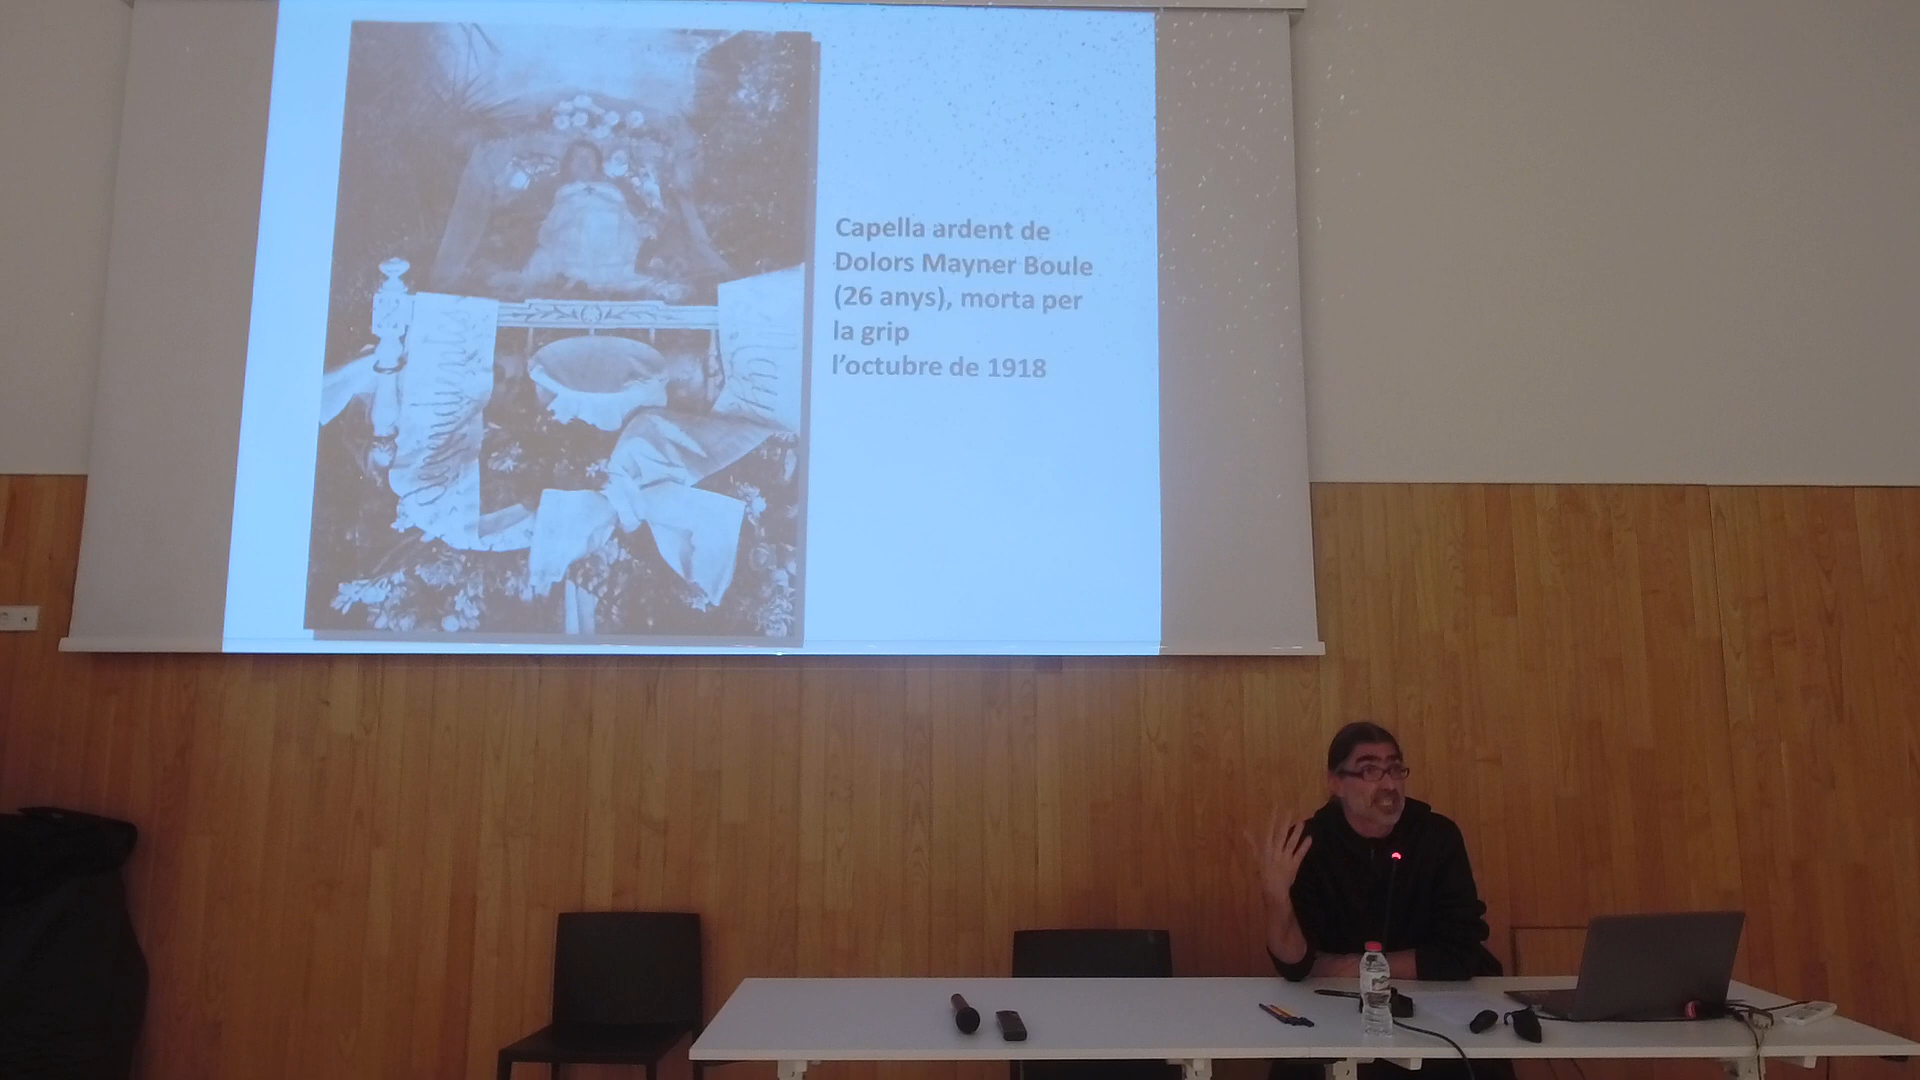 Capella ardent de
Dolors Mayner Boule
(26 anys), morta per
la grip
l'octubre de 1918